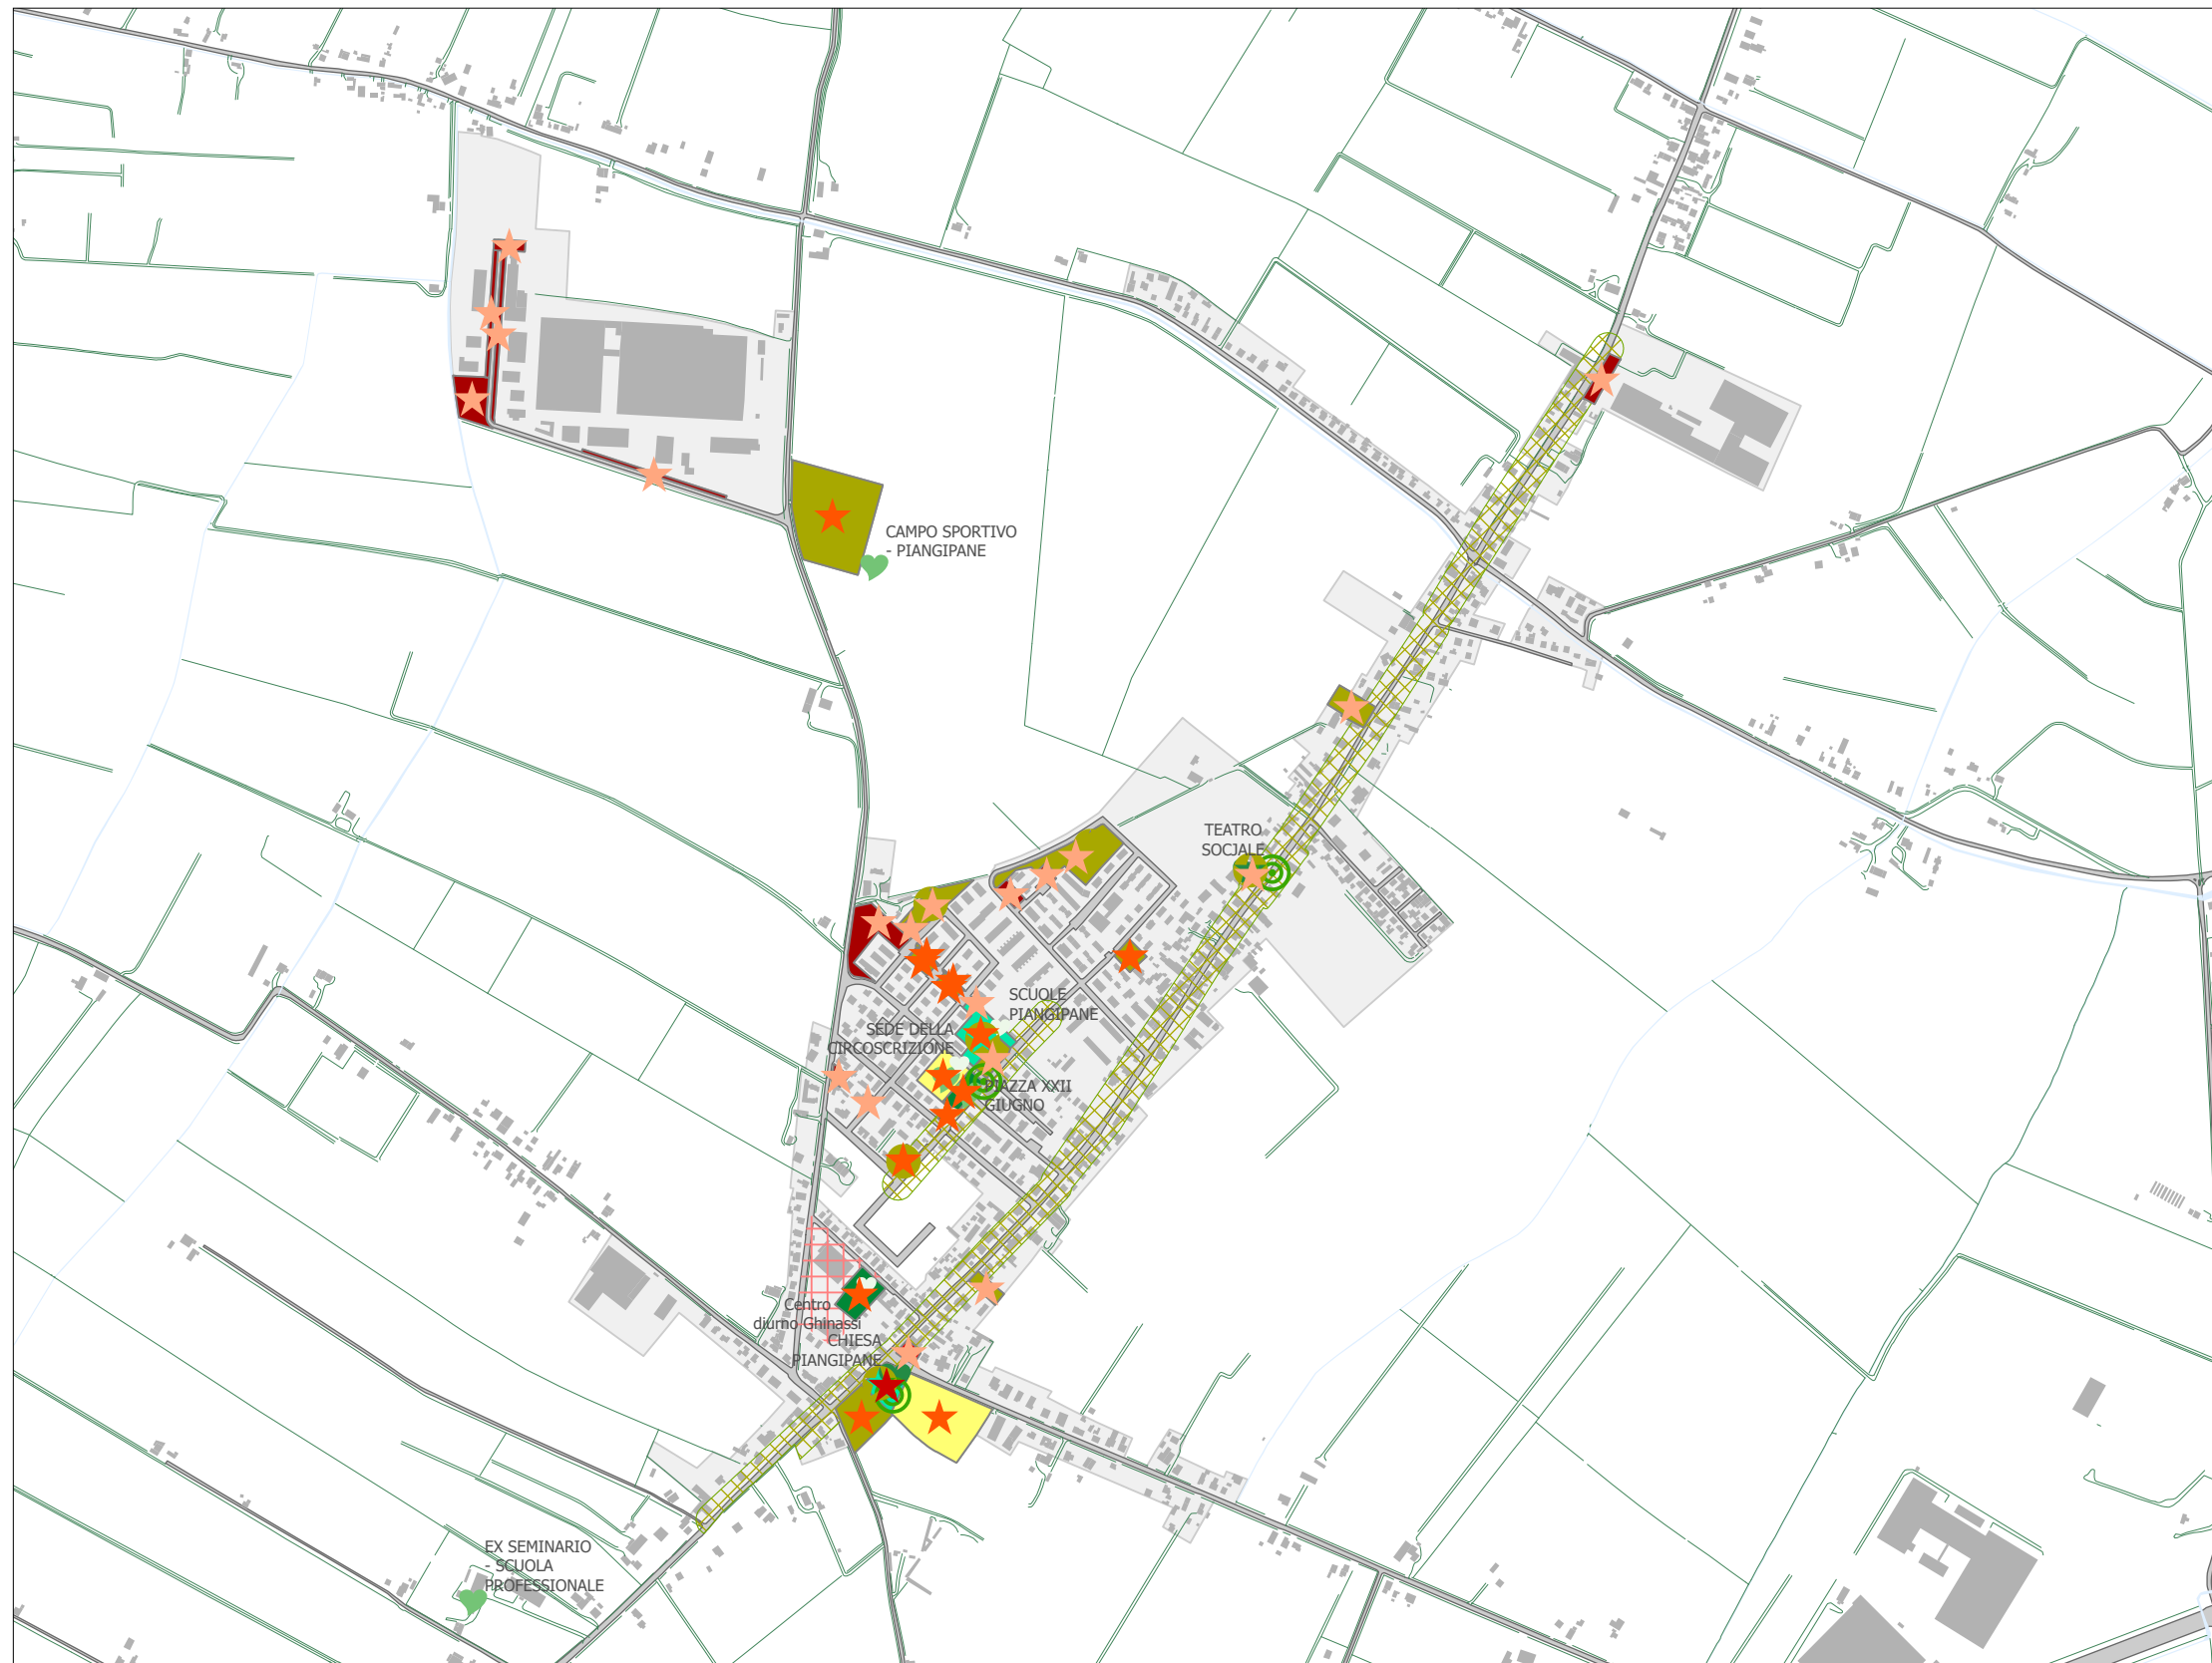 CAMPO SPORTIVO
- PIANGIPANE
TEATRO
SOCJALE
SCUOLE
PIANGIPANE
SEDE DELLA
CIRCOSCRIZIONE
PIAZZA XXII
GIUGNO
Centro
diurno Ghinassi
CHIESA
PIANGIPANE
EX SEMINARIO
- SCUOLA
PROFESSIONALE